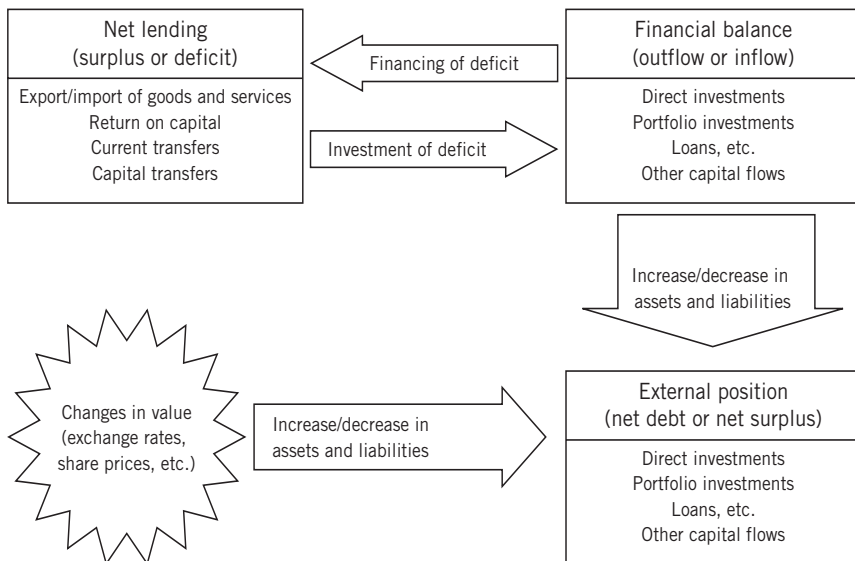 Net lending
(surplus or deficit)
Export/import of goods and services
Return on capital
Current transfers
Capital transfers
Financing of deficit
Investment of deficit
Financial balance
(outflow or inflow)
Direct investments
Portfolio investments
Loans, etc.
Other capital flows
Increase/decrease in
assets and liabilities
Changes in value
(exchange rates,
share prices, etc.)
Increase/decrease in
assets and liabilities
External position
(net debt or net surplus)
Direct investments
Portfolio investments
Loans, etc.
Other capital flows